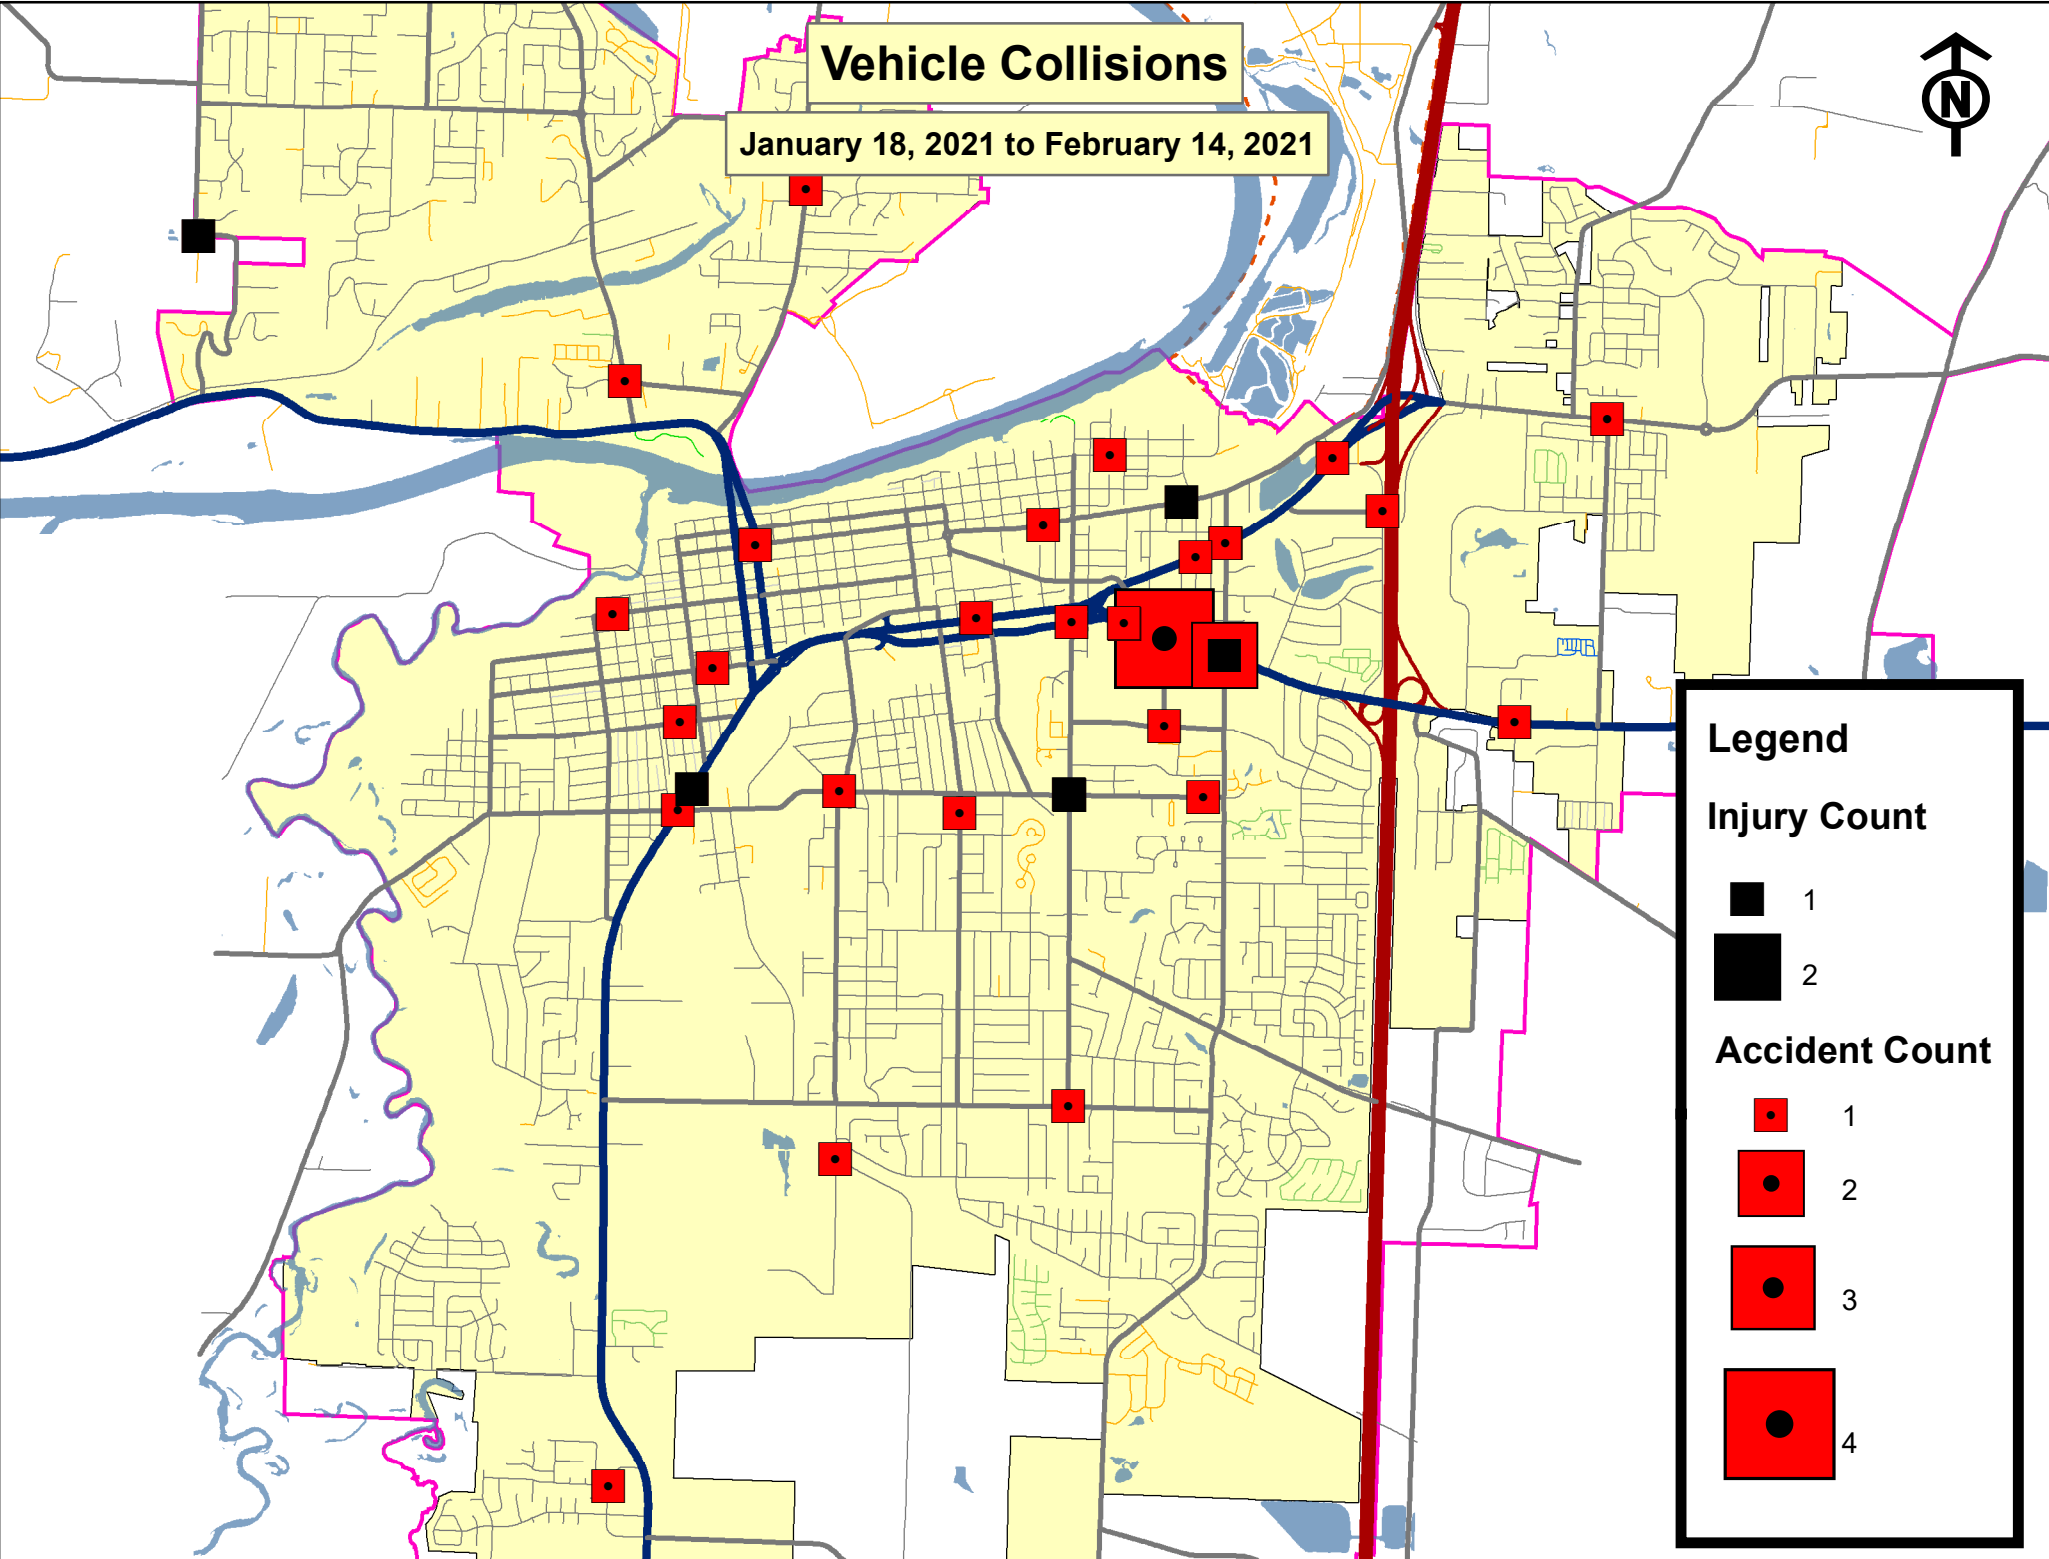 Vehicle Collisions
January 18, 2021 to February 14, 2021
N
Legend
Injury Count
1
2
Accident Count
1
2
3
4